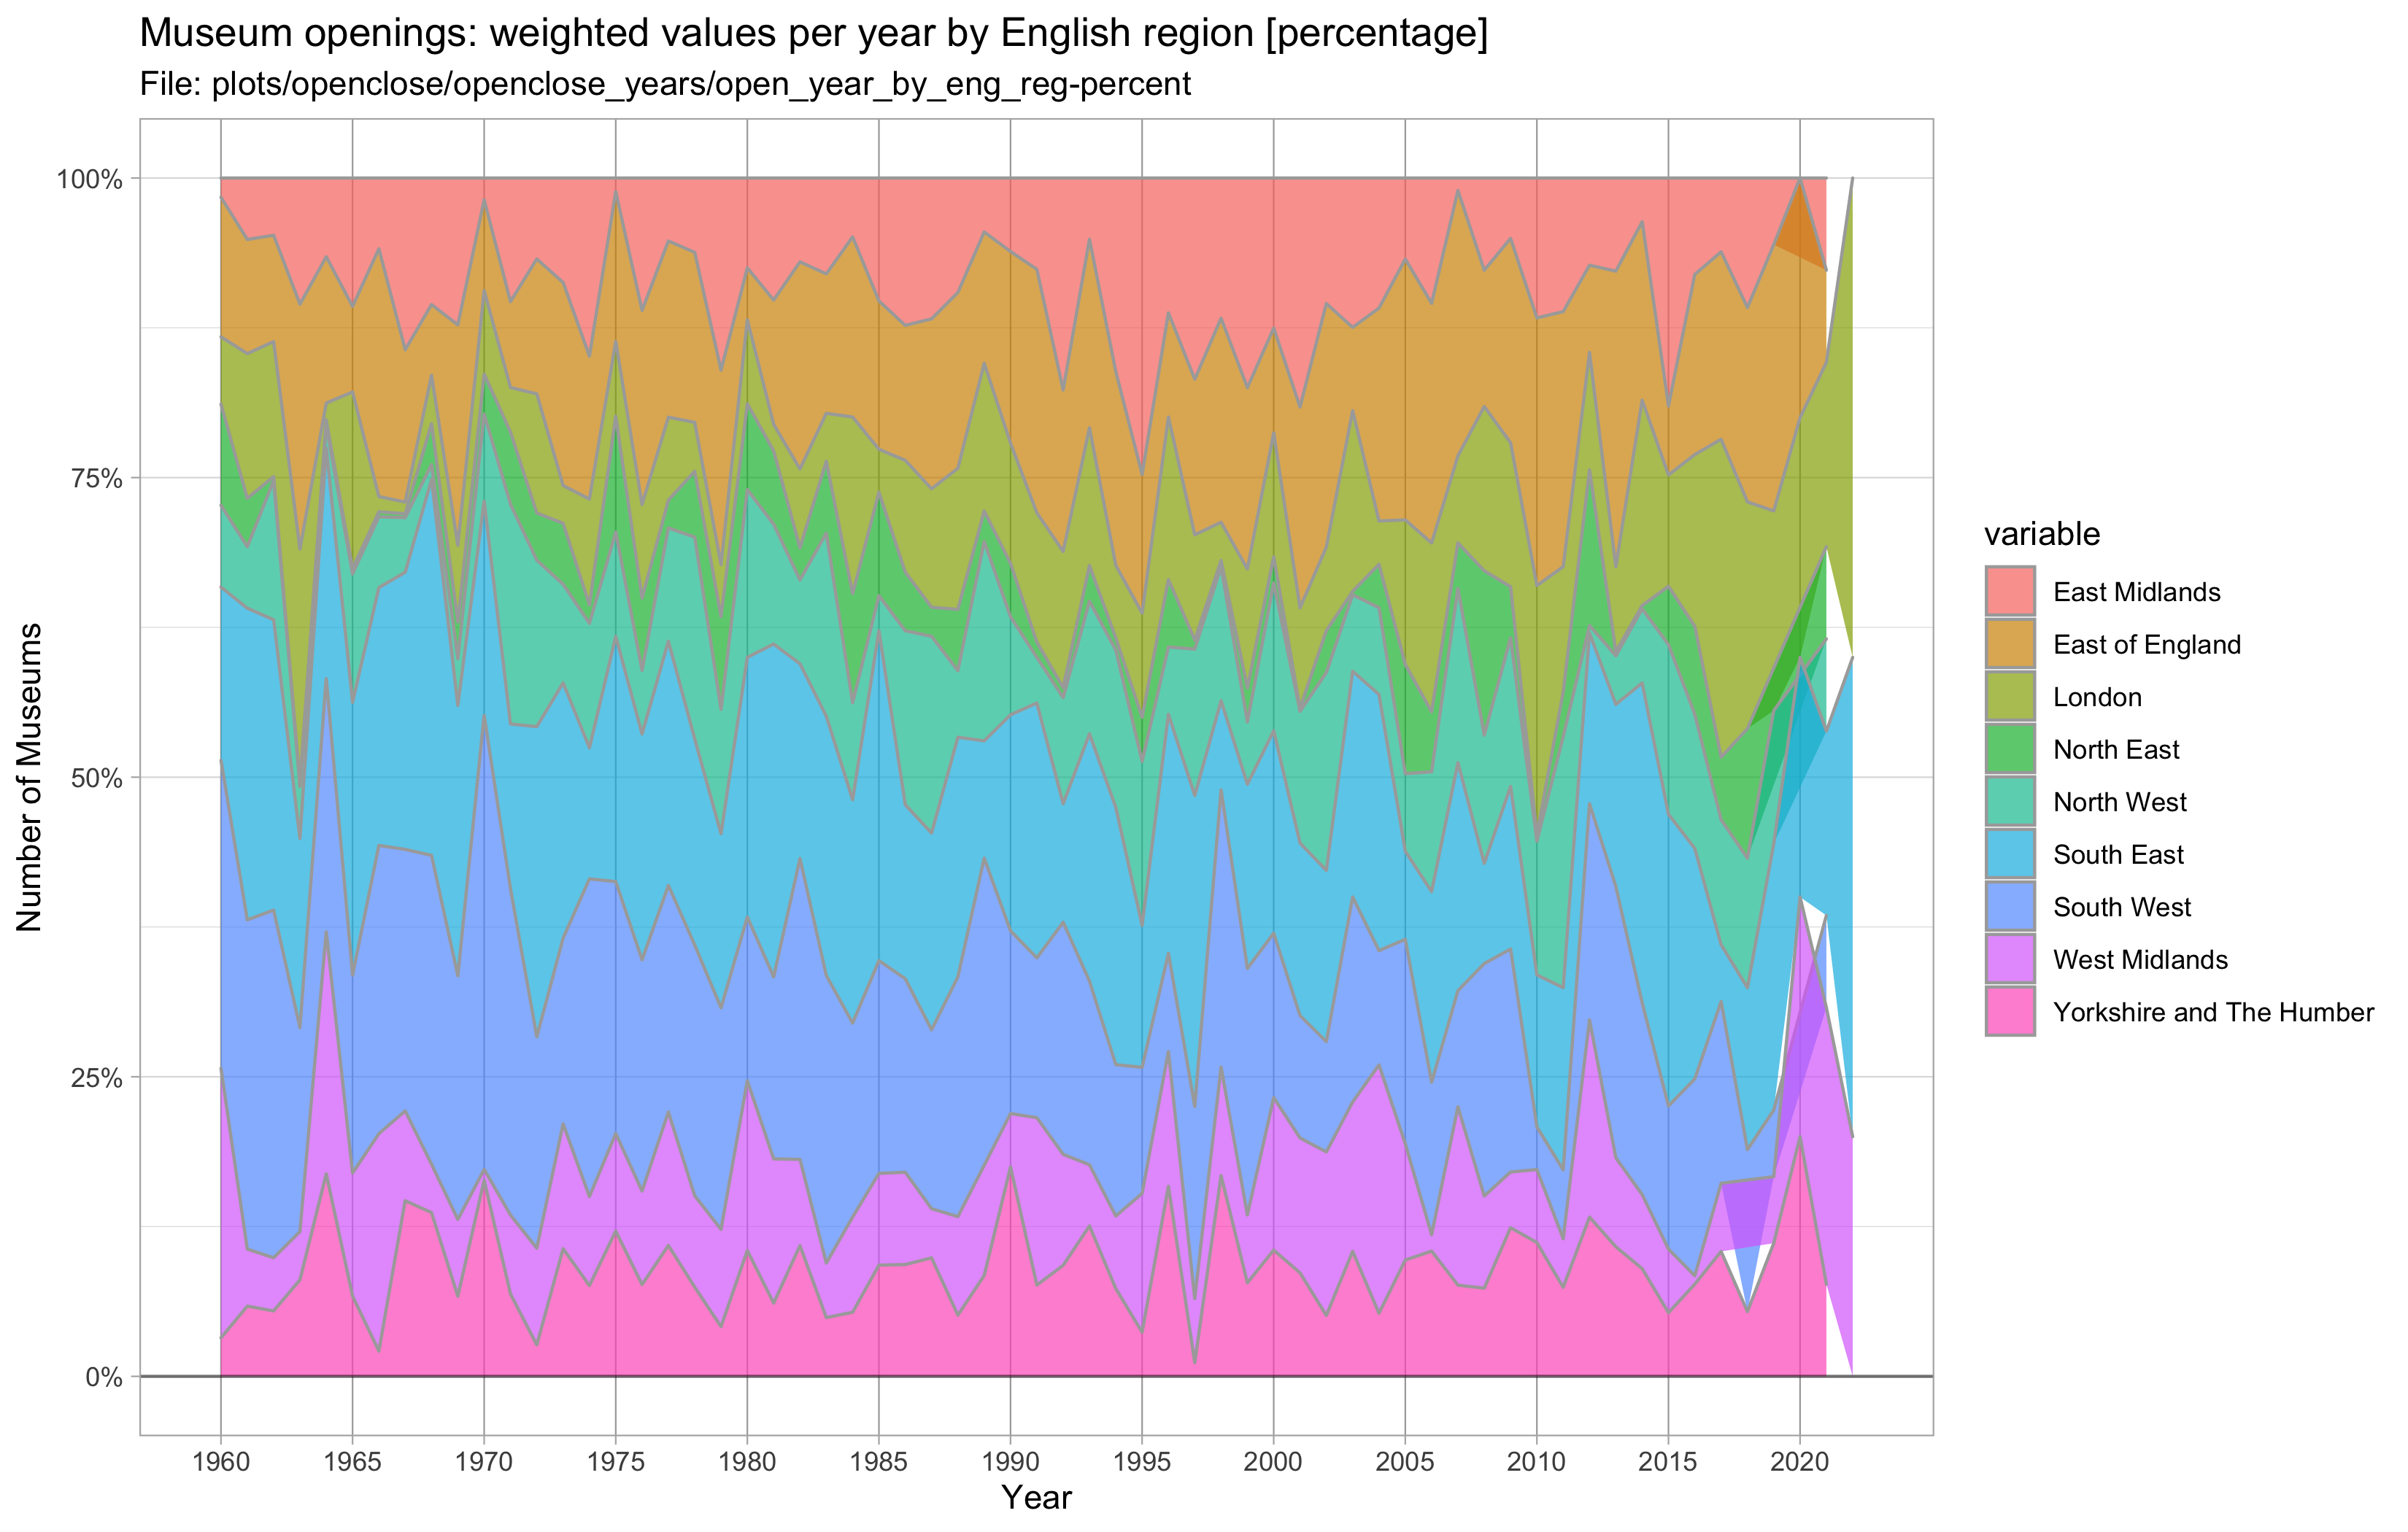 Museum openings: weighted values per year by English region [percentage]
File: plots/openclose/openclose_years/open_year_by_eng_reg-percent
Number of Museums
100%
75%
50%
25%
0%
1960 1965 1970 1975 1980 1985 1990 1995 2000 2005 2010 2015 2020
Year
variable
East Midlands
East of England
London
North East
North West
South East
South West
West Midlands
Yorkshire and The Humber